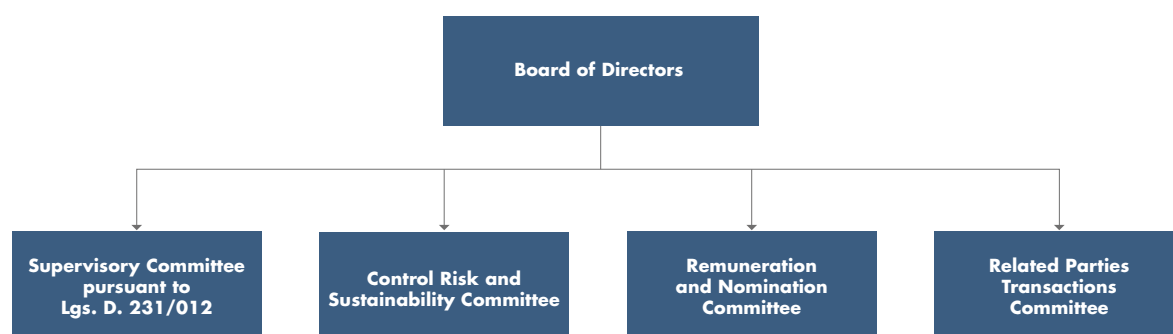 Board of Directors
Supervisory Committee
pursuant to
Lgs. D. 231/012
Control Risk and
Sustainability Committee
Remuneration
and Nomination
Committee
Related Parties
Transactions
Committee